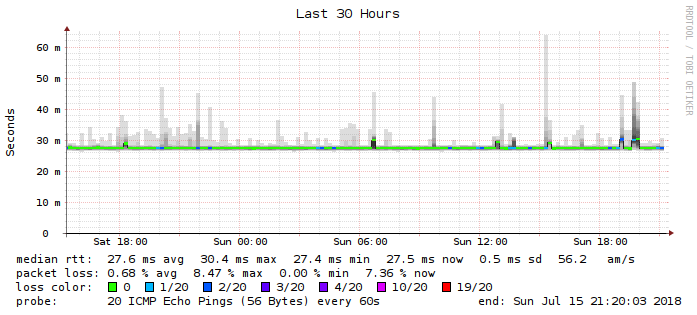 Last 30 Hours
RRDTOOL / TOBI OETIKER
Seconds
60 m
50 m
40 m
30 m
20 m
10 m
0
Sat 18:00 Sun 00:00 Sun 06:00 Sun 12:00 Sun 18:00
median rtt: 27.6 ms avg 30.4 ms max 27.4 ms min 27.5 ms now 0.5 ms sd 56.2 am/s
packet loss: 0.68 % avg 8.47 % max 0.00 % min 7.36 % now
loss color: 0 1/20 2/20 3/20 4/20 10/20 19/20
probe: 20 ICMP Echo Pings (56 Bytes) every 60s end: Sun Jul 15 21:20:03 2018